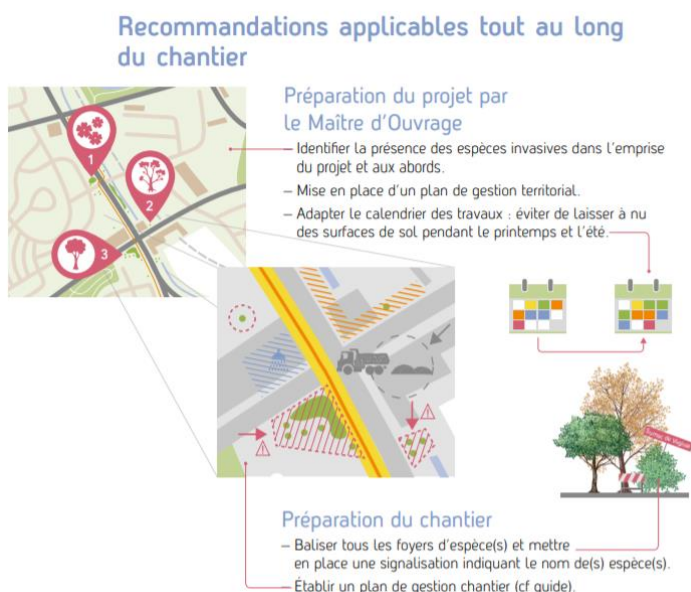 Recommandations applicables tout au long
du chantier
Préparation du projet par
le Maître d'Ouvrage
– Identifier la présence des espèces invasives dans l'emprise
du projet et aux abords.
– Mise en place d'un plan de gestion territorial.
– Adapter le calendrier des travaux : éviter de laisser à nu
des surfaces de sol pendant le printemps et l'été.
1
2
3
Préparation du chantier
– Baliser tous les foyers d'espèce(s) et mettre
en place une signalisation indiquant le nom de(s) espèce(s).
– Établir un plan de gestion chantier (cf guide).